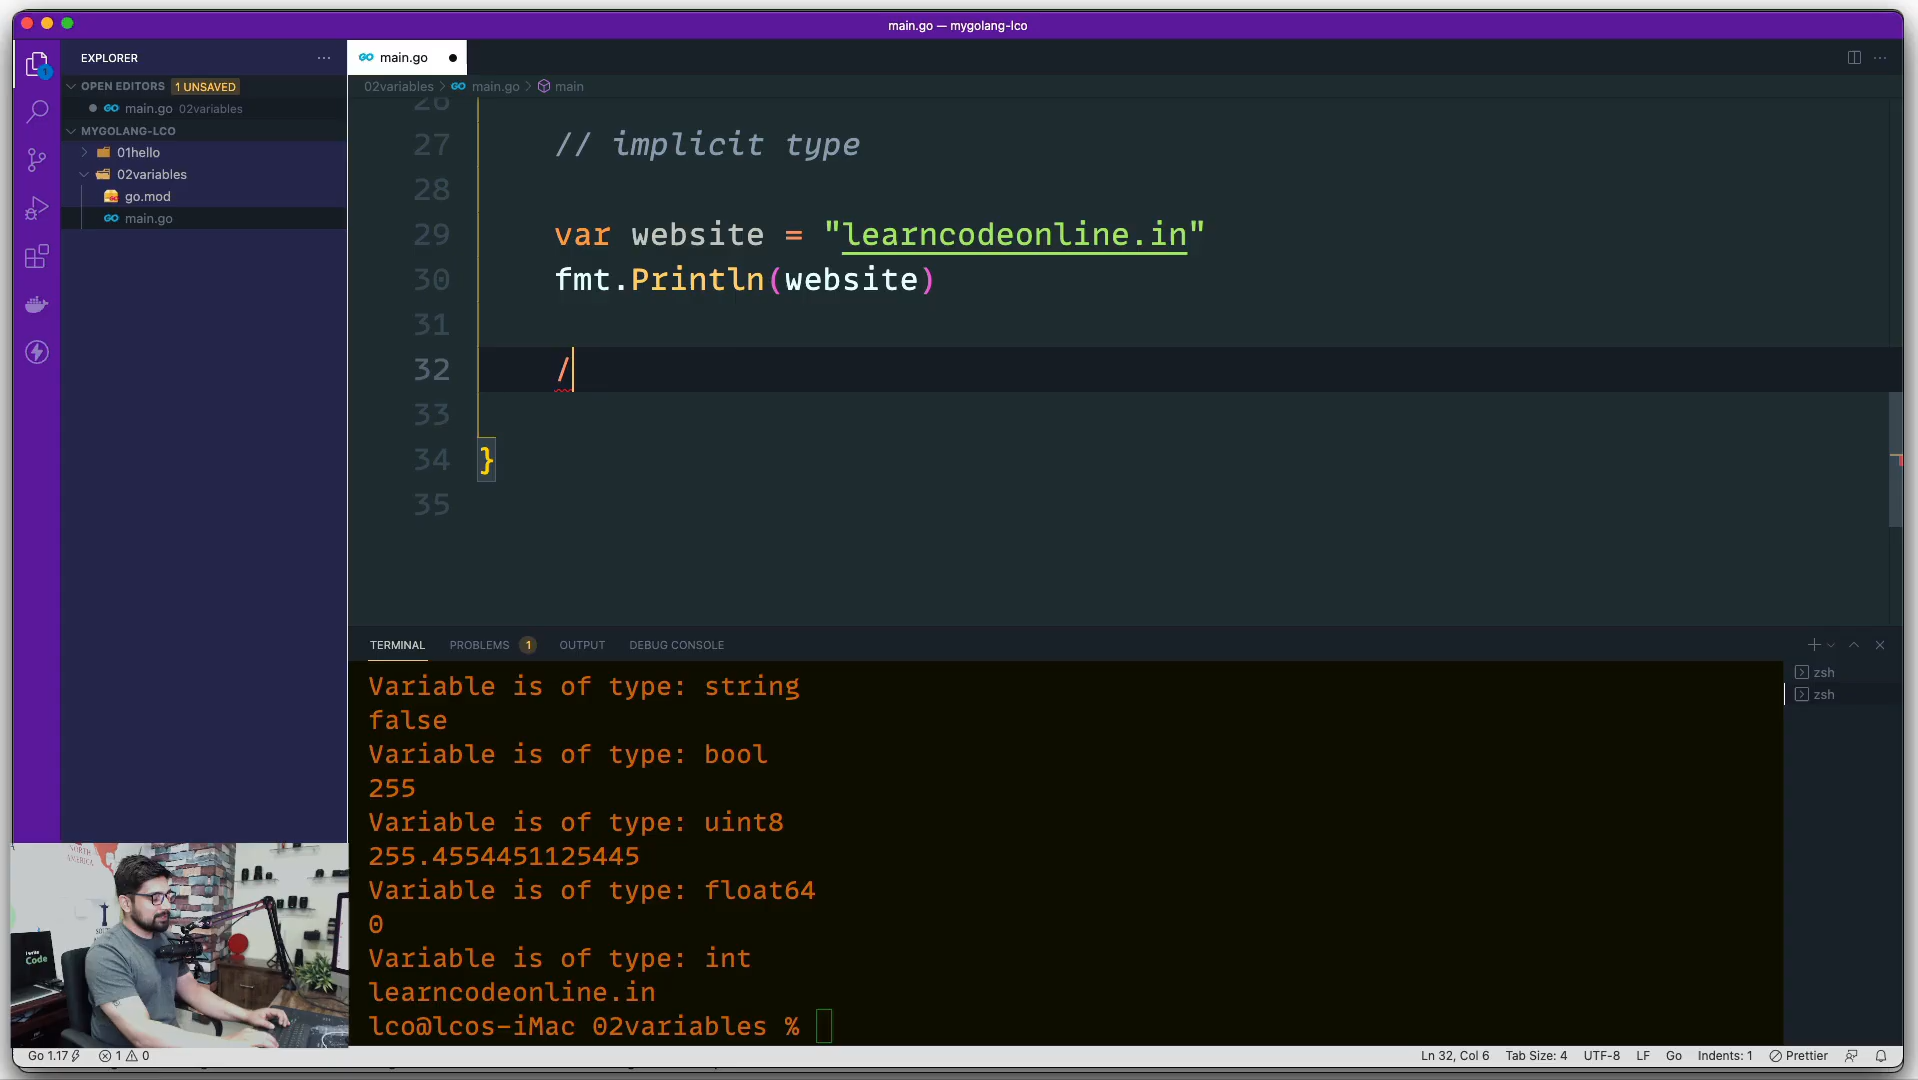 main.go — mygolang-lco
EXPLORER
OPEN EDITORS 1 UNSAVED
main.go 02variables
MYGOLANG-LCO
01hello
02variables
go.mod
main.go
main.go
02variables > main.go > main
26
27 // implicit type
28
29 var website = "learncodeonline.in"
30 fmt.Println(website)
31
32 /
33
34 }
35
TERMINAL PROBLEMS 1 OUTPUT DEBUG CONSOLE
zsh
zsh
Variable is of type: string
false
Variable is of type: bool
255
Variable is of type: uint8
255.4554451125445
Variable is of type: float64
0
Variable is of type: int
learncodeonline.in
lco@lcos-iMac 02variables %
NORTH
AMERICA
Code
Go 1.17 1 0 Ln 32, Col 6 Tab Size: 4 UTF-8 LF Go Indents: 1 Prettier